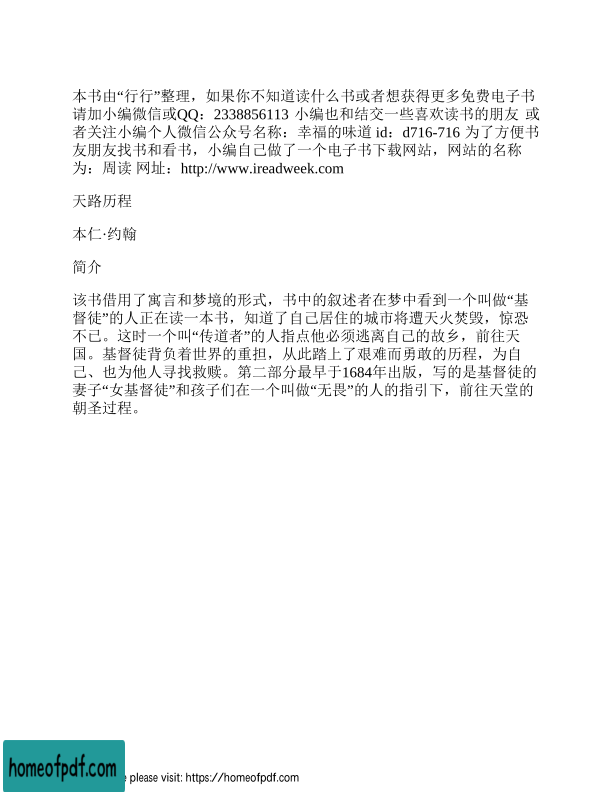 本书由“行行”整理，如果你不知道读什么书或者想获得更多免费电子书
请加小编微信或QQ：2338856113 小编也和结交一些喜欢读书的朋友 或
者关注小编个人微信公众号名称：幸福的味道 id：d716-716 为了方便书
友朋友找书和看书，小编自己做了一个电子书下载网站，网站的名称
为：周读 网址：http://www.ireadweek.com
天路历程
本仁·约翰
简介
该书借用了寓言和梦境的形式，书中的叙述者在梦中看到一个叫做“基
督徒”的人正在读一本书，知道了自己居住的城市将遭天火焚毁，惊恐
不已。这时一个叫“传道者”的人指点他必须逃离自己的故乡，前往天
国。基督徒背负着世界的重担，从此踏上了艰难而勇敢的历程，为自
己、也为他人寻找救赎。第二部分最早于1684年出版，写的是基督徒的
妻子“女基督徒”和孩子们在一个叫做“无畏”的人的指引下，前往天堂的
朝圣过程。
homeofpdf.com
please visit: https://homeofpdf.com